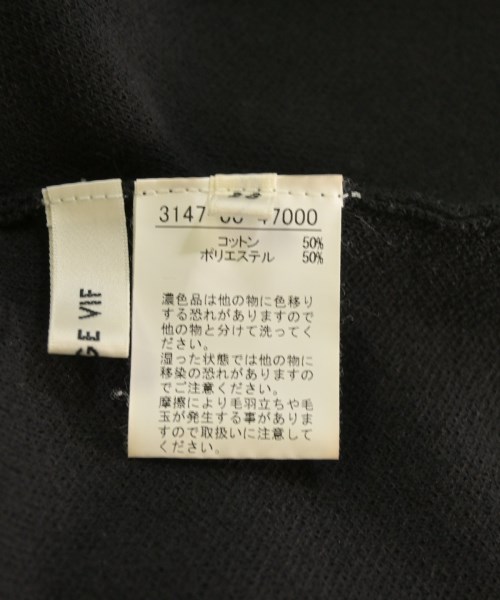 3147 47000
コットン 50%
ポリエステル 50%
濃色品は他の物に色移り
する恐れがありますので
他の物と分けて洗ってく
ださい。
湿った状態では他の物に
移染の恐れがありますの
でご注意ください。
摩擦により毛羽立ちや毛
玉が発生する事がありま
すので取扱いに注意して
ください。
GE VIF